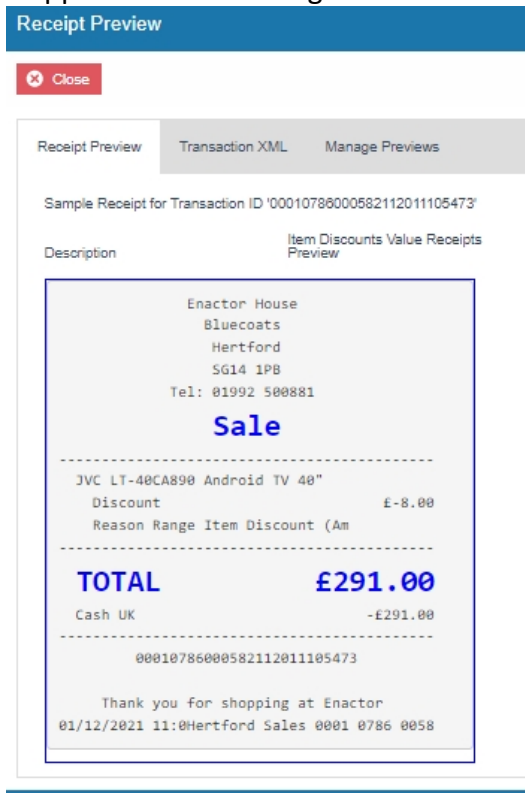 Receipt Preview
Close
Receipt Preview Transaction XML Manage Previews
Sample Receipt for Transaction ID '00010786000582112011105473'
Description Item Discounts Value Receipts Preview
Enactor House
Bluecoats
Hertford
SG14 1PB
Tel: 01992 500881
Sale
------------------------------------------
JVC LT-40CA890 Android TV 40"
Discount £-8.00
Reason Range Item Discount (Am
------------------------------------------
TOTAL £291.00
Cash UK -£291.00
------------------------------------------
00010786000582112011105473
Thank you for shopping at Enactor
01/12/2021 11:0Hertford Sales 0001 0786 0058